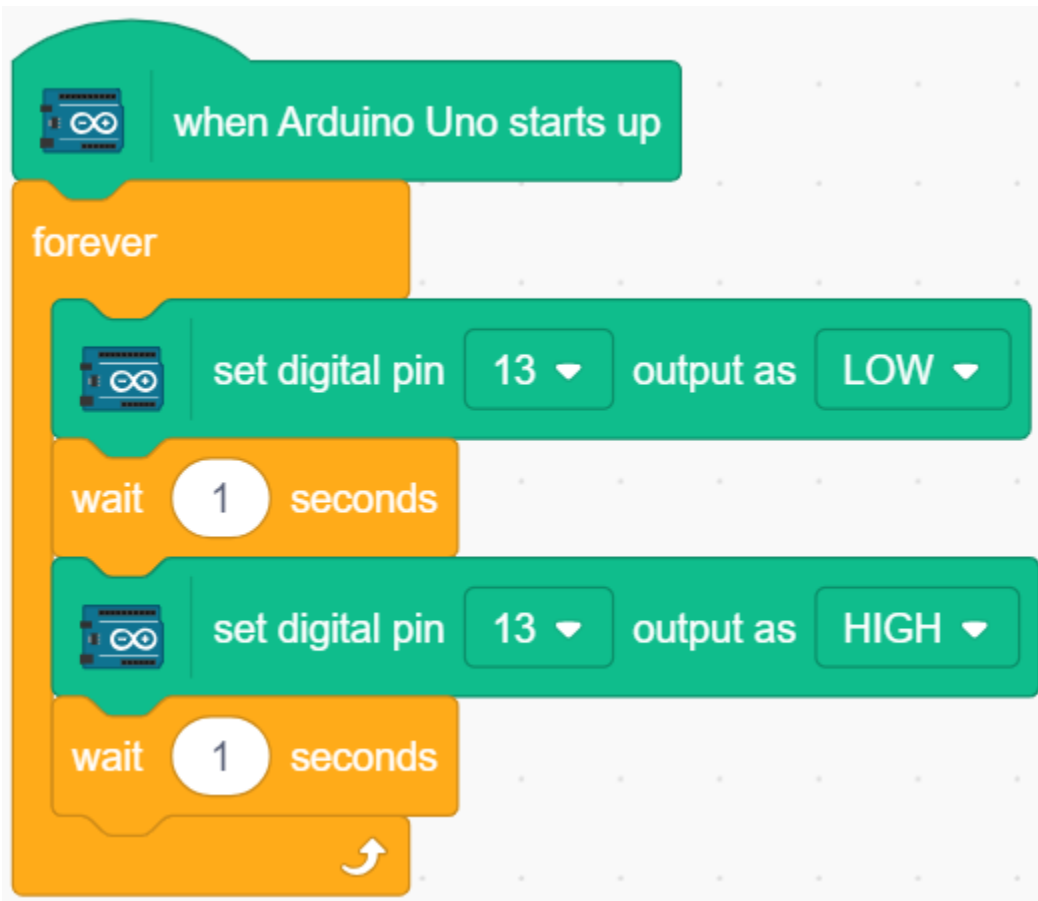 when Arduino Uno starts up
forever
set digital pin 13 output as LOW
wait 1 seconds
set digital pin 13 output as HIGH
wait 1 seconds